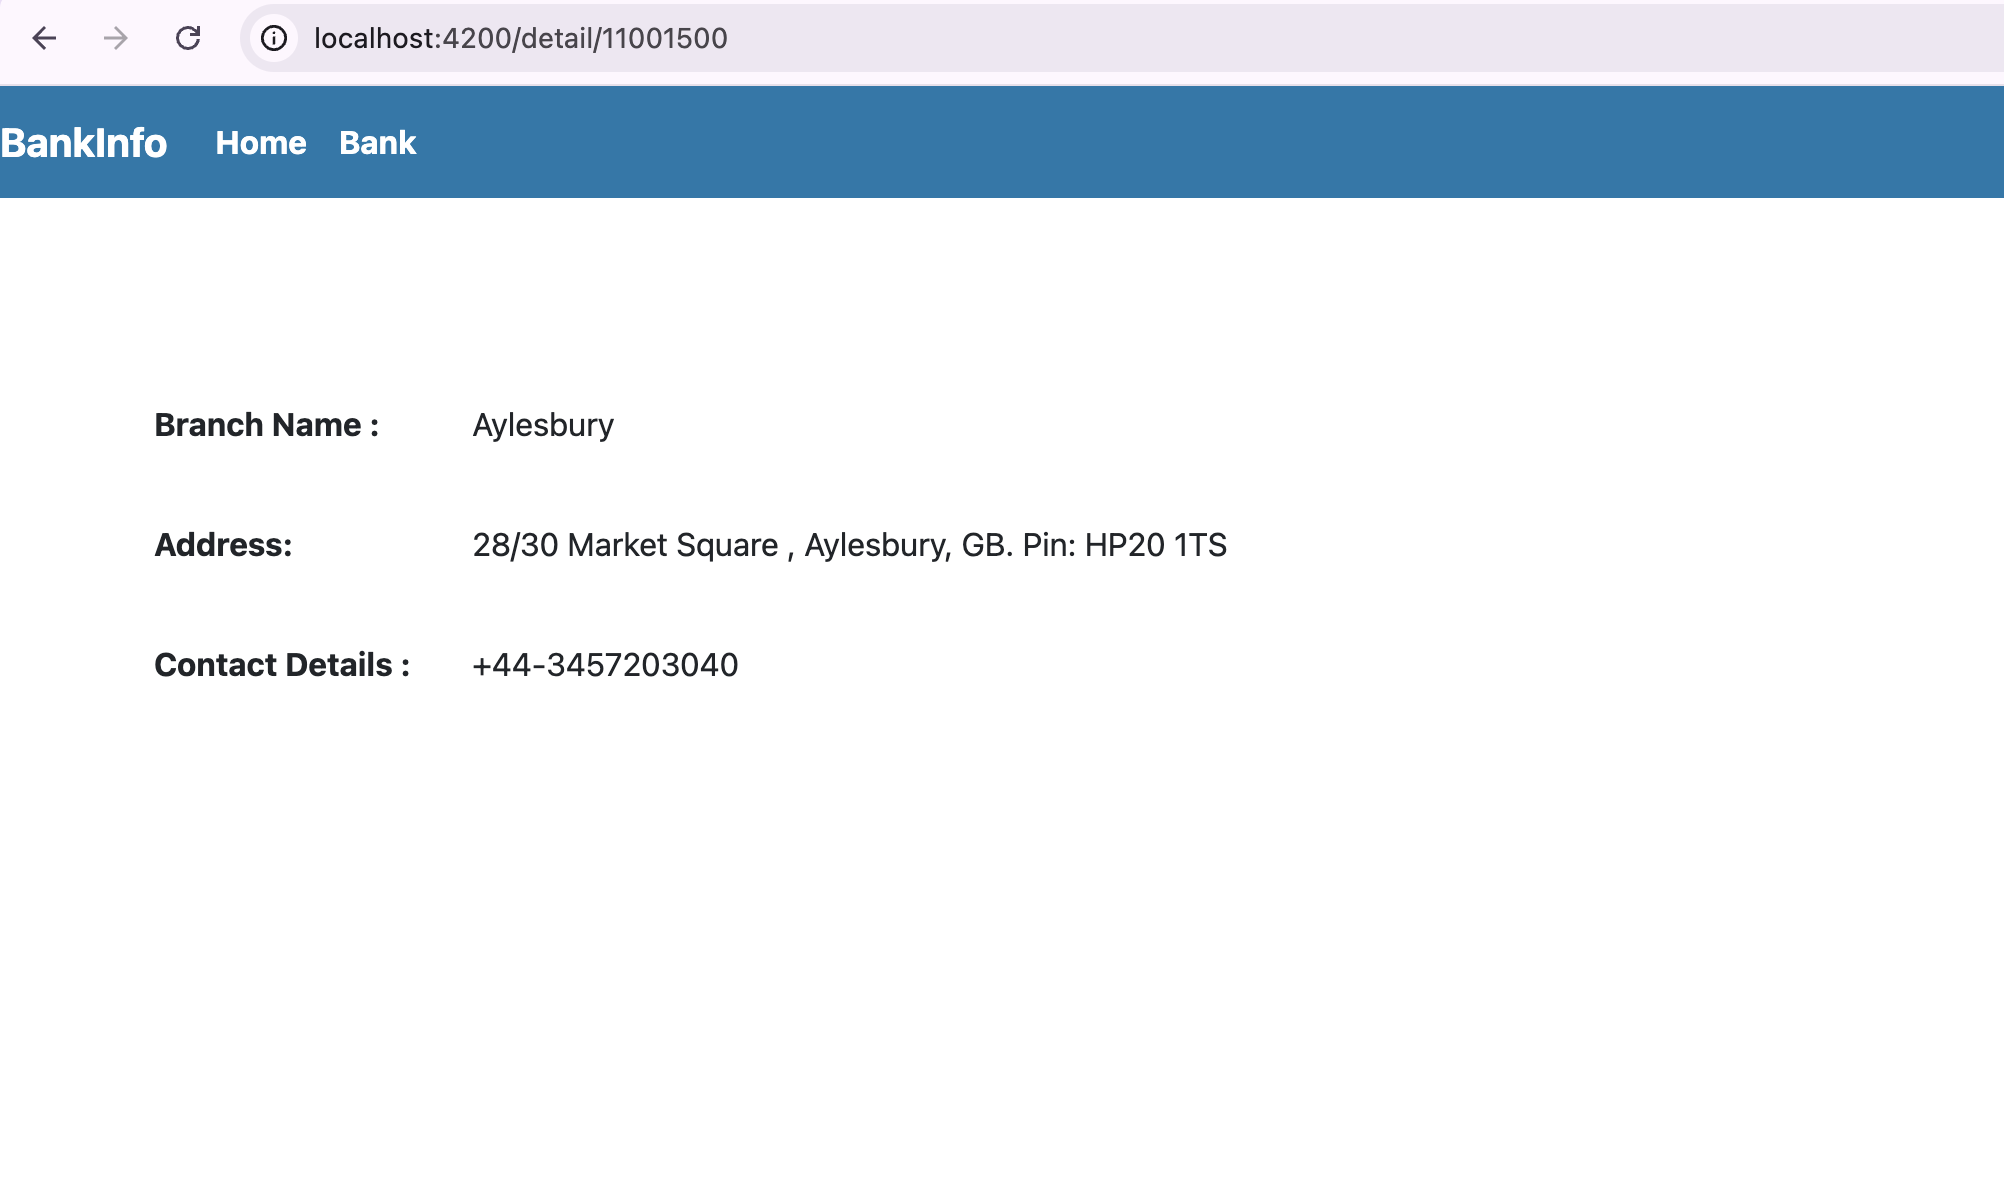 localhost:4200/detail/11001500
BankInfo Home Bank
Branch Name : Aylesbury
Address: 28/30 Market Square , Aylesbury, GB. Pin: HP20 1TS
Contact Details : +44-3457203040